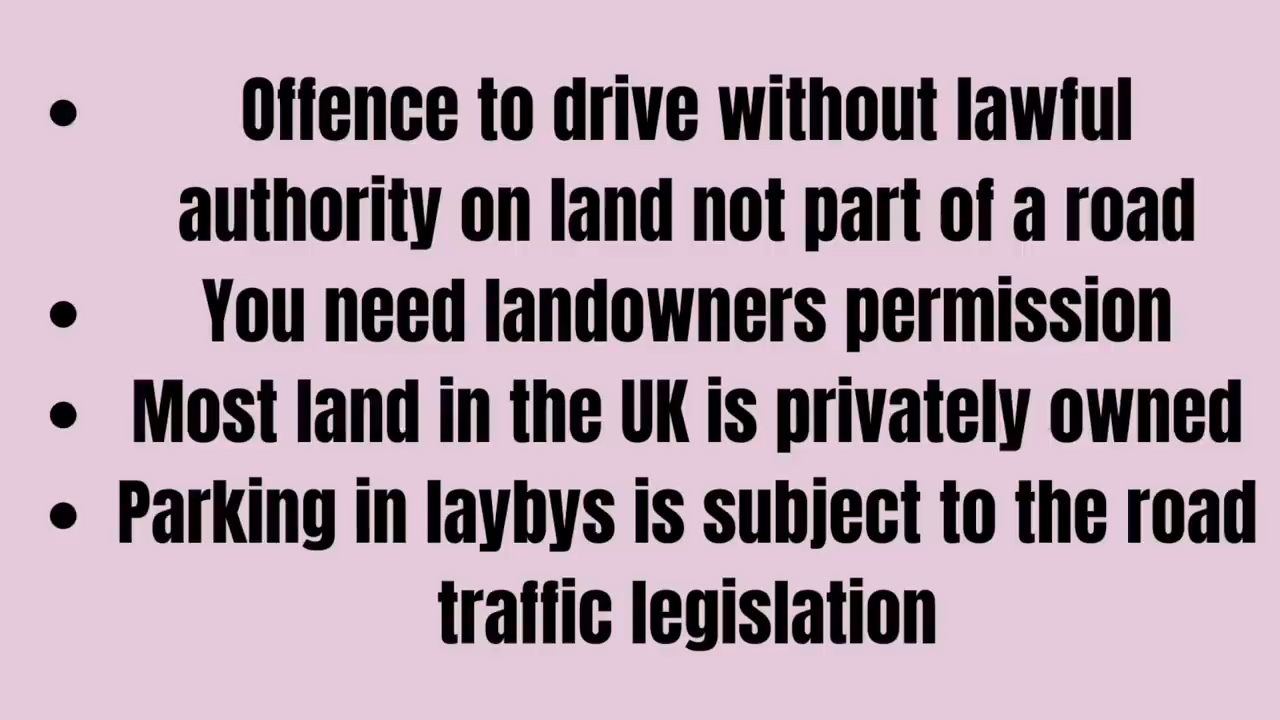 • Offence to drive without lawful
authority on land not part of a road
• You need landowners permission
• Most land in the UK is privately owned
• Parking in laybys is subject to the road
traffic legislation